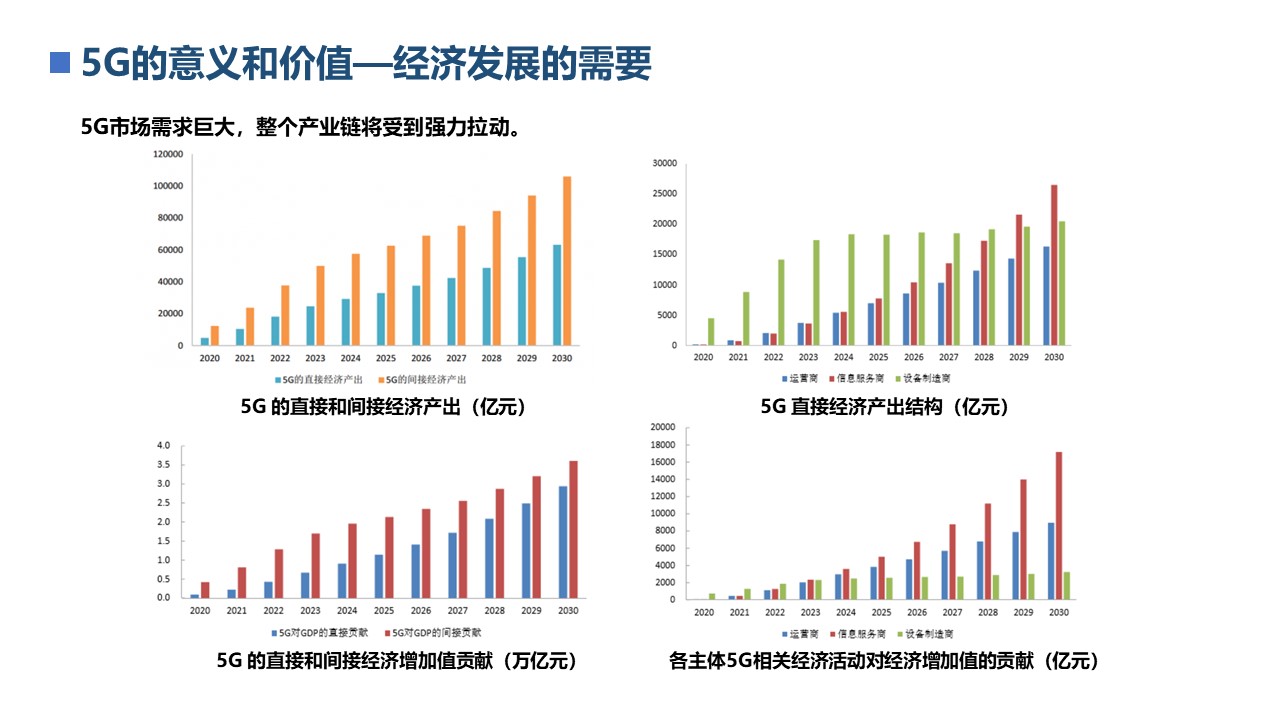 5G的意义和价值—经济发展的需要
5G市场需求巨大，整个产业链将受到强力拉动。
120000
100000
80000
60000
40000
20000
0
2020 2021 2022 2023 2024 2025 2026 2027 2028 2029 2030
5G的直接经济产出 5G的间接经济产出
5G 的直接和间接经济产出（亿元）
30000
25000
20000
15000
10000
5000
0
2020 2021 2022 2023 2024 2025 2026 2027 2028 2029 2030
运营商 信息服务商 设备制造商
5G 直接经济产出结构（亿元）
4.0
3.5
3.0
2.5
2.0
1.5
1.0
0.5
0.0
2020 2021 2022 2023 2024 2025 2026 2027 2028 2029 2030
5G对GDP的直接贡献 5G对GDP的间接贡献
5G 的直接和间接经济增加值贡献（万亿元）
20000
18000
16000
14000
12000
10000
8000
6000
4000
2000
0
2020 2021 2022 2023 2024 2025 2026 2027 2028 2029 2030
运营商 信息服务商 设备制造商
各主体5G相关经济活动对经济增加值的贡献（亿元）